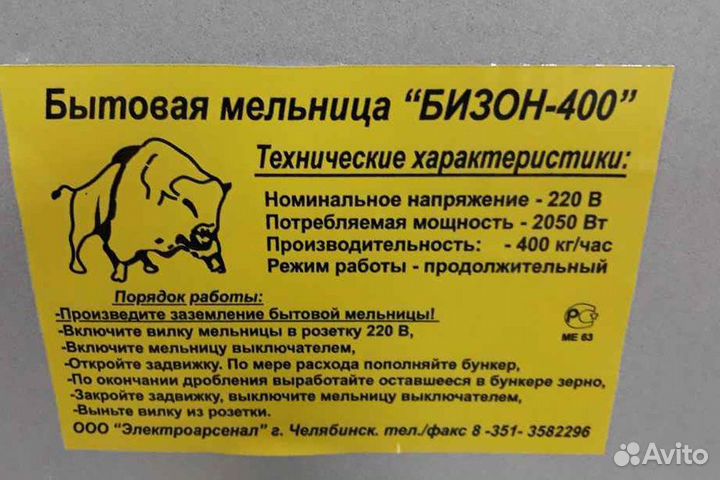 Бытовая мельница "БИЗОН-400"
Технические характеристики:
Номинальное напряжение - 220 В
Потребляемая мощность - 2050 Вт
Производительность: - 400 кг/час
Режим работы - продолжительный
Порядок работы:
-Произведите заземление бытовой мельницы!
-Включите вилку мельницы в розетку 220 В,
-Включите мельницу выключателем,
-Откройте задвижку. По мере расхода пополняйте бункер,
-По окончании дробления выработайте оставшееся в бункере зерно,
-Закройте задвижку, выключите мельницу выключателем,
-Выньте вилку из розетки.
РС
МЕ 63
ООО "Электроарсенал" г. Челябинск. тел./факс 8 -351- 3582296
Avito